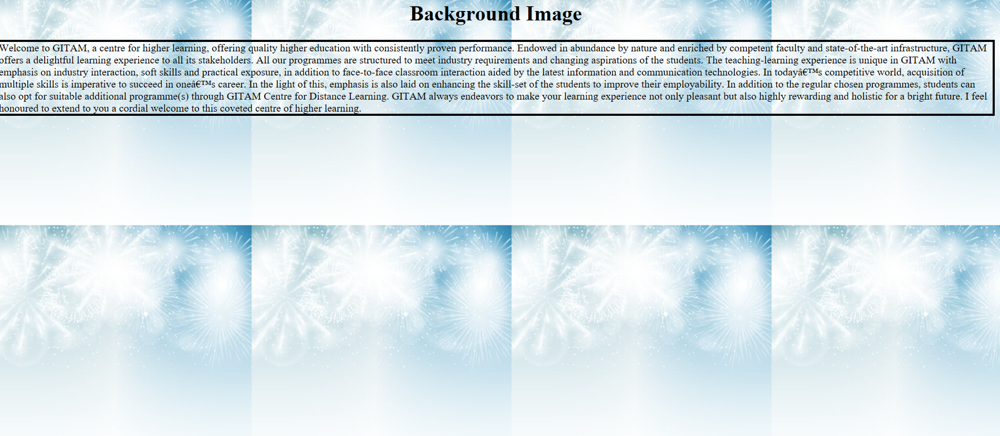 Background Image
Welcome to GITAM, a centre for higher learning, offering quality higher education with consistently proven performance. Endowed in abundance by nature and enriched by competent faculty and state-of-the-art infrastructure, GITAM
offers a delightful learning experience to all its stakeholders. All our programmes are structured to meet industry requirements and changing aspirations of the students. The teaching-learning experience is unique in GITAM with
emphasis on industry interaction, soft skills and practical exposure, in addition to face-to-face classroom interaction aided by the latest information and communication technologies. In todayâ€™s competitive world, acquisition of
multiple skills is imperative to succeed in oneâ€™s career. In the light of this, emphasis is also laid on enhancing the skill-set of the students to improve their employability. In addition to the regular chosen programmes, students can
also opt for suitable additional programme(s) through GITAM Centre for Distance Learning. GITAM always endeavors to make your learning experience not only pleasant but also highly rewarding and holistic for a bright future. I feel
honoured to extend to you a cordial welcome to this coveted centre of higher learning.